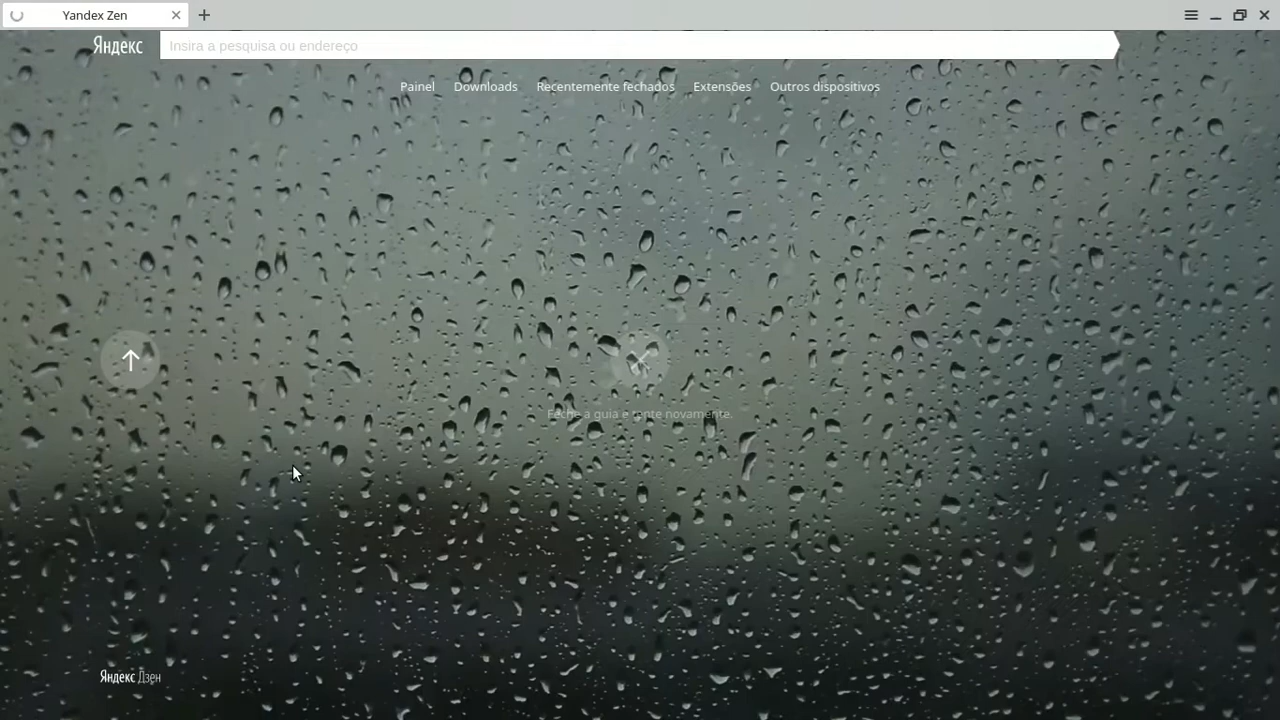 Yandex Zen
Яндекс
Insira a pesquisa ou endereço
Painel Downloads Recentemente fechados Extensões Outros dispositivos
Feche a guia e tente novamente.
Яндекс Дзен